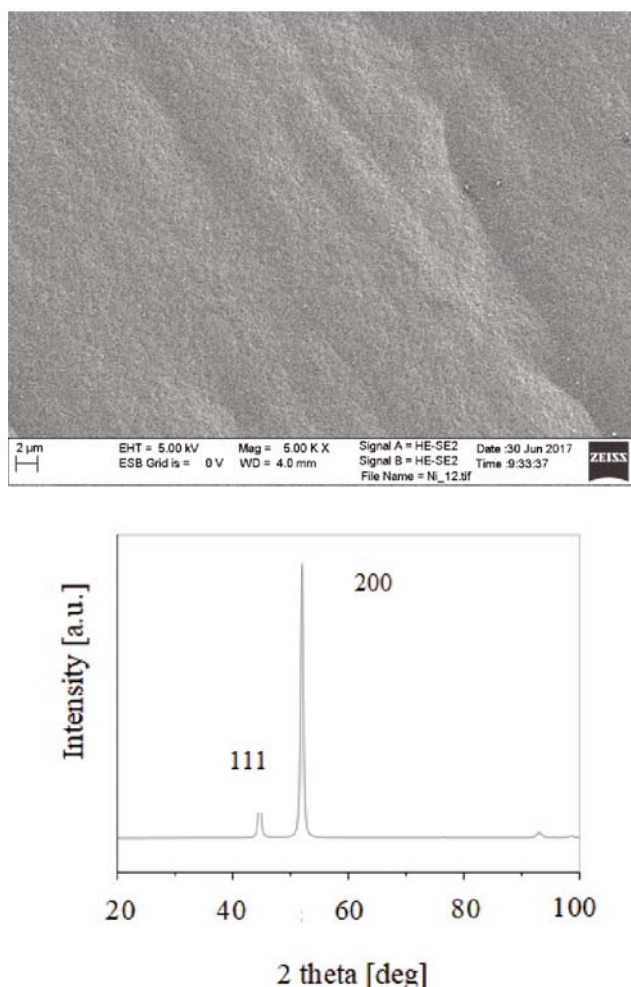 2 µm
EHT = 5.00 kV Mag = 5.00 K X Signal A = HE-SE2 Date :30 Jun 2017
ESB Grid is = 0 V WD = 4.0 mm Signal B = HE-SE2 Time :9:33:37
File Name = Ni_12.tif
ZEISS
200
111
Intensity [a.u.]
20 40 60 80 100
2 theta [deg]